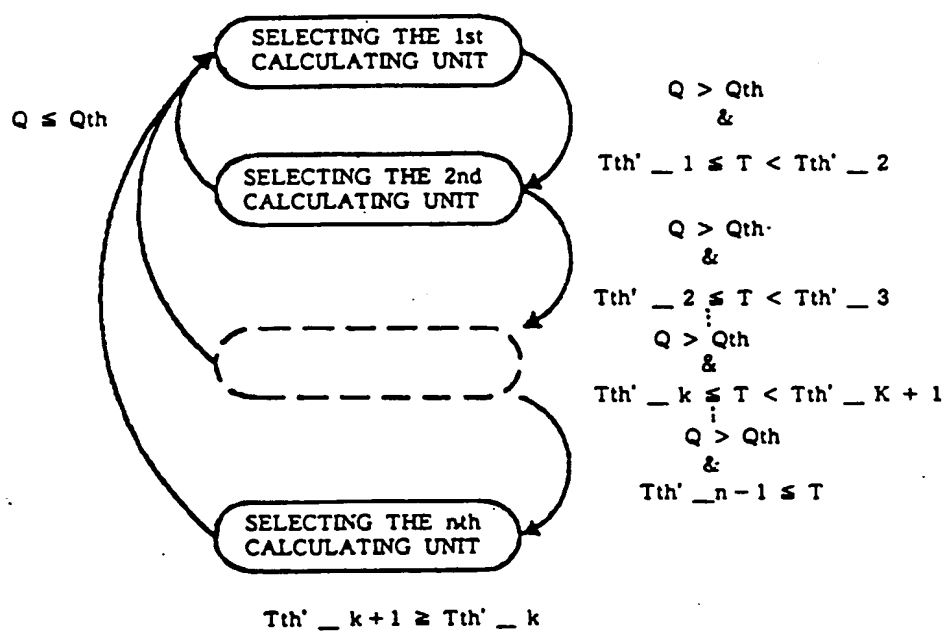 SELECTING THE 1st
CALCULATING UNIT
Q ≤ Qth
Q > Qth
&
Tth' _ 1 ≤ T < Tth' _ 2
SELECTING THE 2nd
CALCULATING UNIT
Q > Qth
&
Tth' _ 2 ≤ T < Tth' _ 3
Q > Qth
&
Tth' _ k ≤ T < Tth' _ K + 1
Q > Qth
&
Tth' _n - 1 ≤ T
SELECTING THE nth
CALCULATING UNIT
Tth' _ k + 1 ≥ Tth' _ k